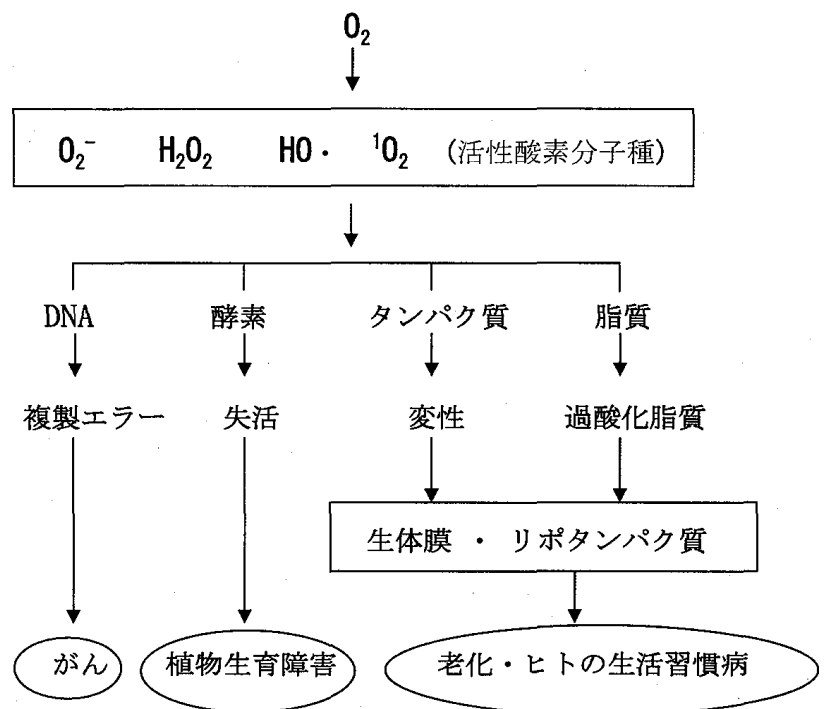 O₂
O₂⁻ H₂O₂ HO・ ¹O₂ (活性酸素分子種)
DNA 酵素 タンパク質 脂質
複製エラー 失活 変性 過酸化脂質
生体膜 ・ リポタンパク質
がん 植物生育障害 老化・ヒトの生活習慣病